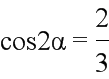 cos2α = 2/3